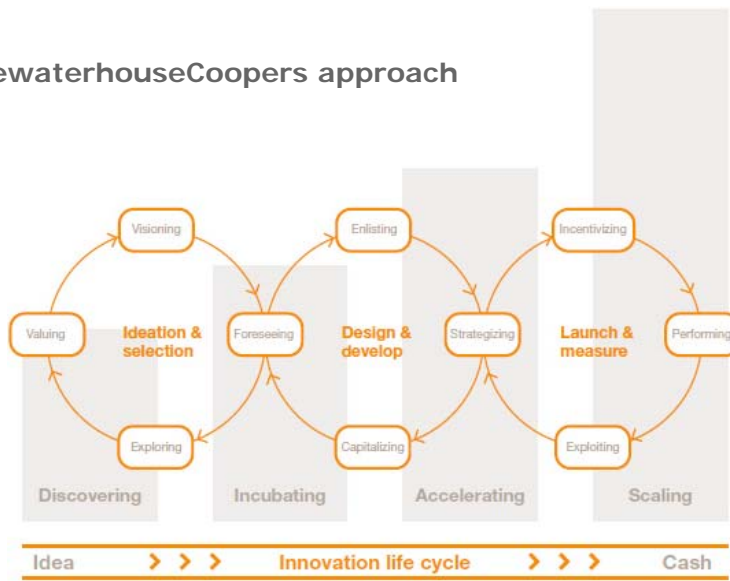 ewaterhouseCoopers approach
Visioning
Enlisting
Incentivizing
Valuing
Ideation &
selection
Foreseeing
Design &
develop
Strategizing
Launch &
measure
Performing
Exploring
Capitalizing
Exploiting
Discovering
Incubating
Accelerating
Scaling
Idea > > > Innovation life cycle > > > Cash